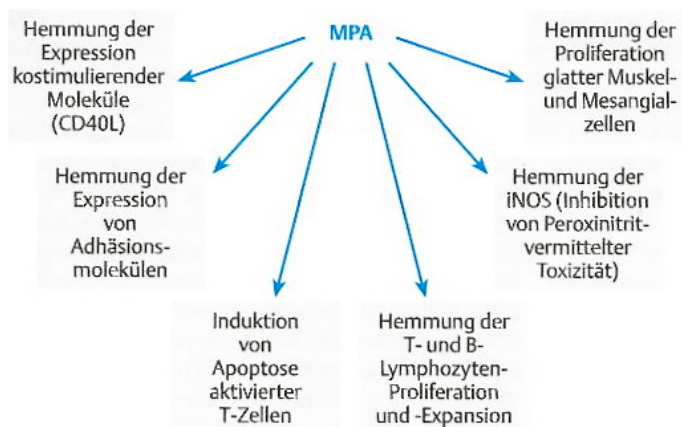 MPA
Hemmung der
Expression
kostimulierender
Moleküle
(CD40L)
Hemmung der
Proliferation
glatter Muskel-
und Mesangial-
zellen
Hemmung der
Expression
von
Adhäsions-
molekülen
Hemmung der
iNOS (Inhibition
von Peroxinitrit-
vermittelter
Toxizität)
Induktion
von
Apoptose
aktivierter
T-Zellen
Hemmung der
T- und B-
Lymphozyten-
Proliferation
und -Expansion